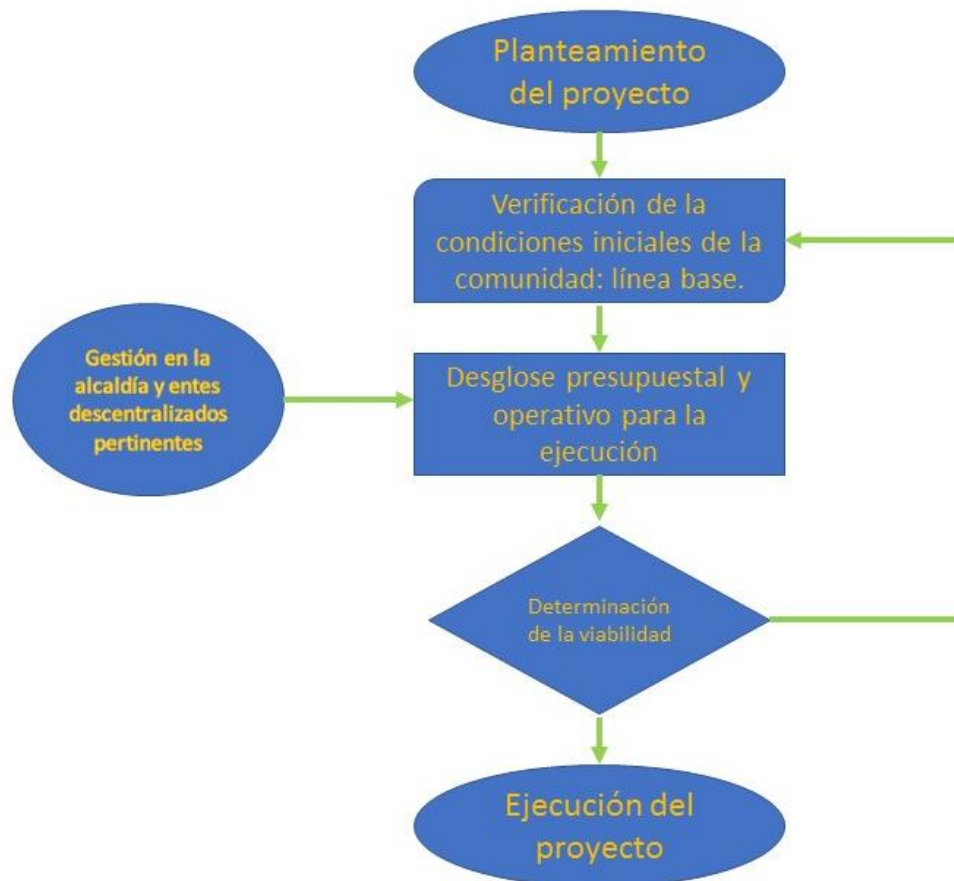 Planteamiento
del proyecto
Verificación de la
condiciones iniciales de la
comunidad: línea base.
Gestión en la
alcaldía y entes
descentralizados
pertinentes
Desglose presupuestal y
operativo para la
ejecución
Determinación
de la viabilidad
Ejecución del
proyecto